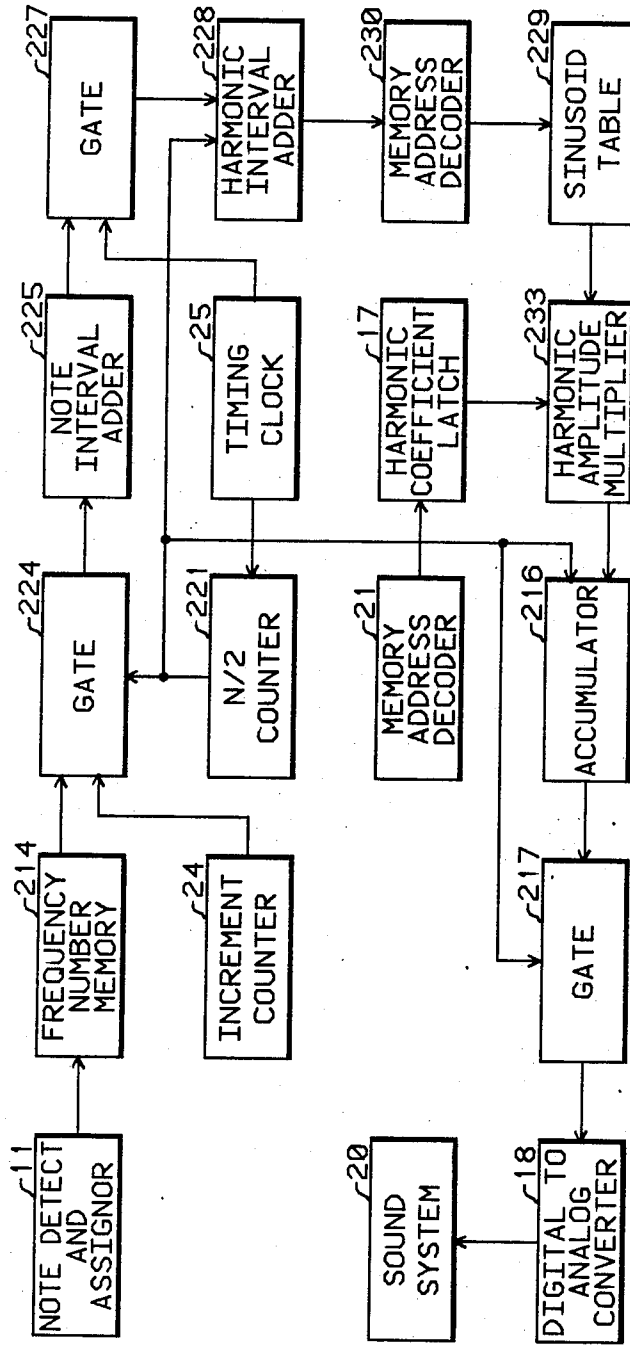 11
NOTE DETECT
AND
ASSIGNOR
214
FREQUENCY
NUMBER
MEMORY
224
GATE
225
NOTE
INTERVAL
ADDER
227
GATE
24
INCREMENT
COUNTER
221
N/2
COUNTER
25
TIMING
CLOCK
228
HARMONIC
INTERVAL
ADDER
20
SOUND
SYSTEM
21
MEMORY
ADDRESS
DECODER
17
HARMONIC
COEFFICIENT
LATCH
230
MEMORY
ADDRESS
DECODER
18
DIGITAL TO
ANALOG
CONVERTER
217
GATE
216
ACCUMULATOR
233
HARMONIC
AMPLITUDE
MULTIPLIER
229
SINUSOID
TABLE